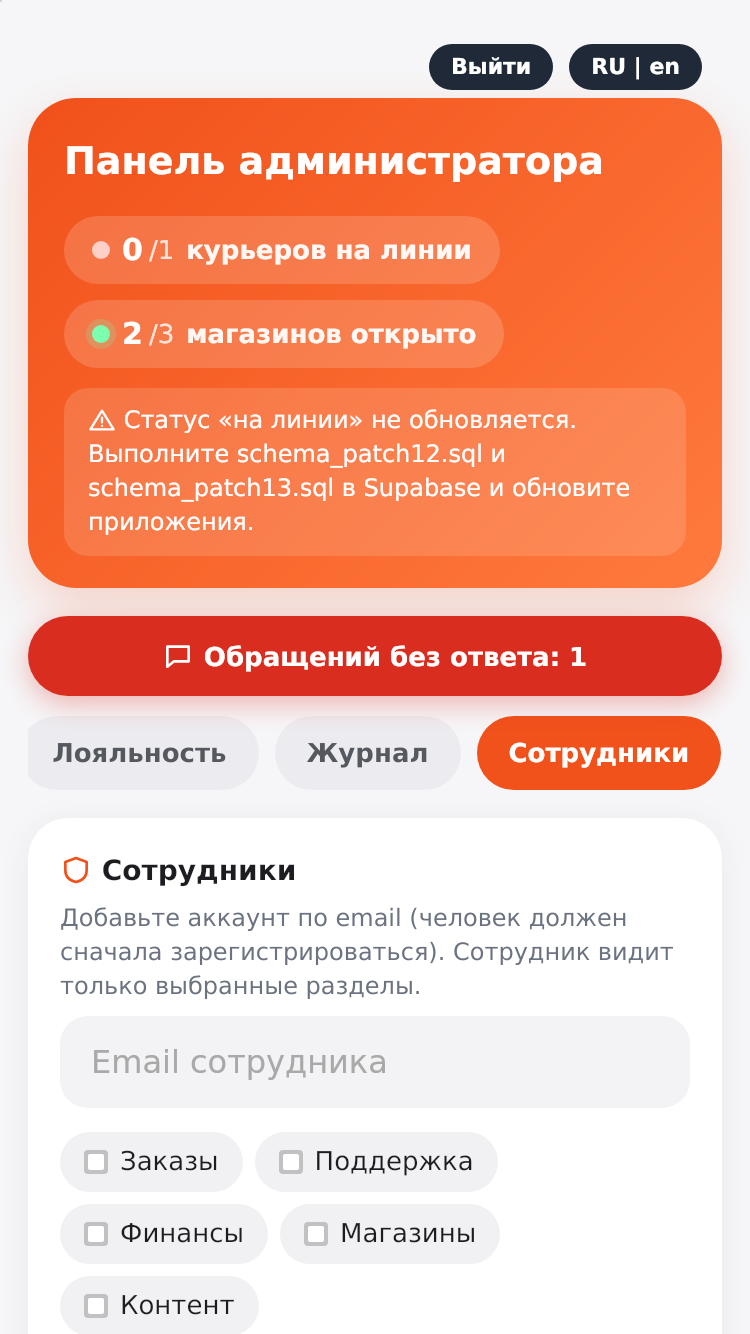 Выйти
RU | en
Панель администратора
0 /1 курьеров на линии
2 /3 магазинов открыто
Статус «на линии» не обновляется.
Выполните schema_patch12.sql и
schema_patch13.sql в Supabase и обновите
приложения.
Обращений без ответа: 1
Лояльность
Журнал
Сотрудники
Сотрудники
Добавьте аккаунт по email (человек должен
сначала зарегистрироваться). Сотрудник видит
только выбранные разделы.
Email сотрудника
Заказы
Поддержка
Финансы
Магазины
Контент